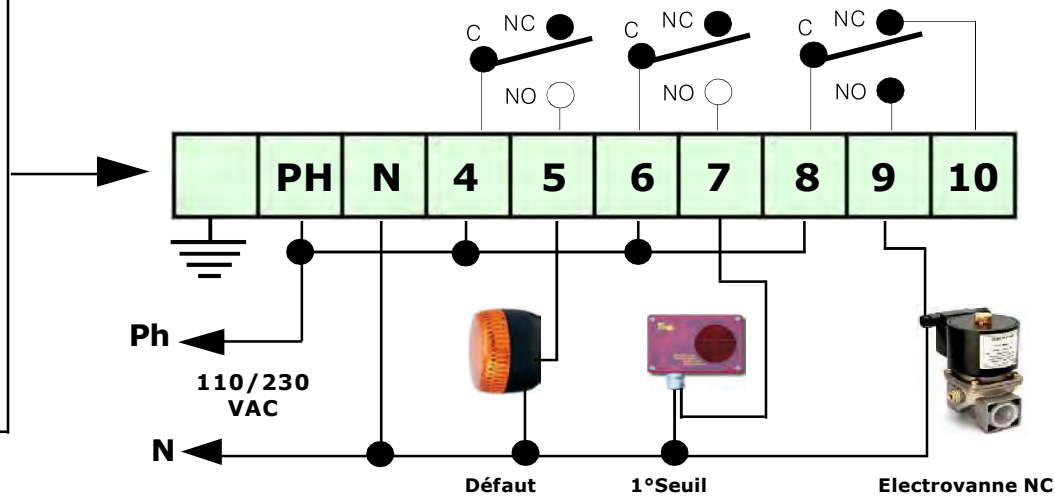 C NC C NC C NC
NO NO NO
PH N 4 5 6 7 8 9 10
Ph
110/230
VAC
N
Défaut 1°Seuil Electrovanne NC